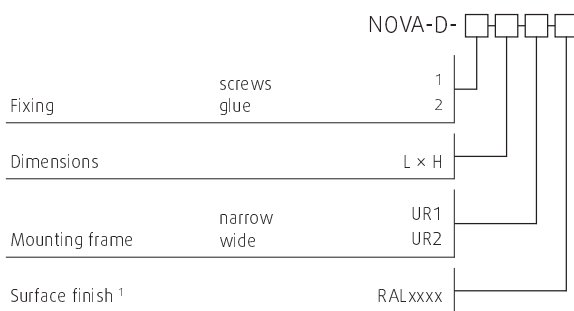 NOVA-D-□-□-□-□
screws 1
Fixing glue 2
Dimensions L × H
narrow UR1
Mounting frame wide UR2
Surface finish 1 RALxxxx